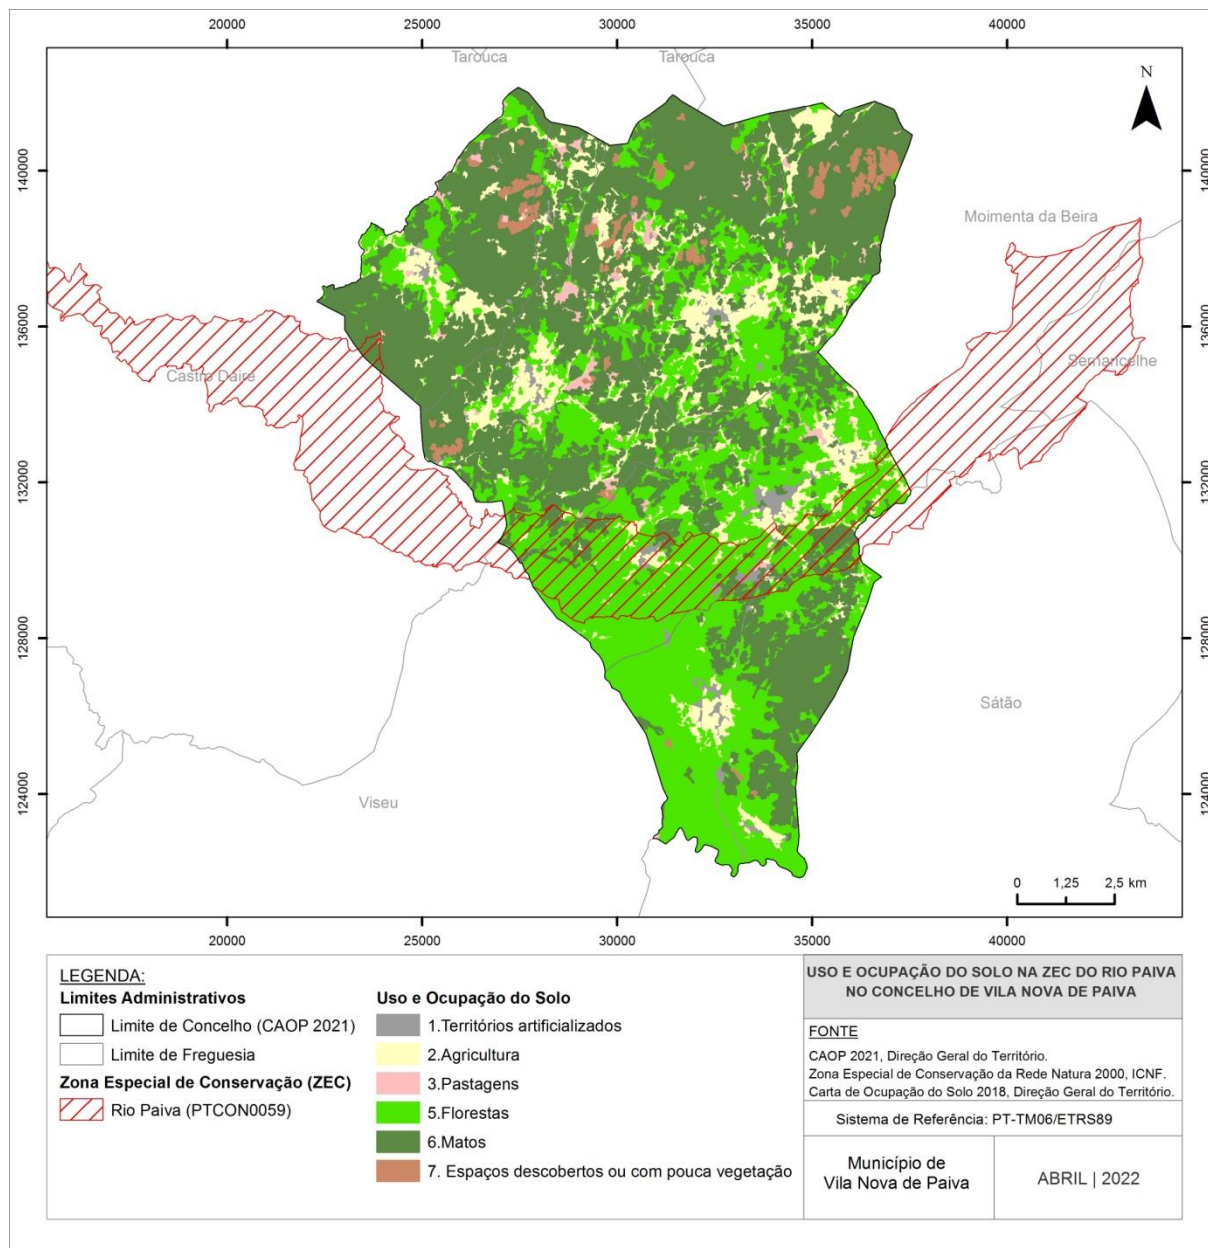 20000 25000 30000 35000 40000
Tarouca Tarouca
N
140000 140000
Moimenta da Beira
136000 136000
Castro Daire Sernancelhe
132000 132000
128000 128000
Sátão
124000 124000
Viseu
0 1,25 2,5 km
20000 25000 30000 35000 40000
LEGENDA:
Limites Administrativos
Limite de Concelho (CAOP 2021)
Limite de Freguesia
Zona Especial de Conservação (ZEC)
Rio Paiva (PTCON0059)
Uso e Ocupação do Solo
1.Territórios artificializados
2.Agricultura
3.Pastagens
5.Florestas
6.Matos
7. Espaços descobertos ou com pouca vegetação
USO E OCUPAÇÃO DO SOLO NA ZEC DO RIO PAIVA
NO CONCELHO DE VILA NOVA DE PAIVA
FONTE
CAOP 2021, Direção Geral do Território.
Zona Especial de Conservação da Rede Natura 2000, ICNF.
Carta de Ocupação do Solo 2018, Direção Geral do Território.
Sistema de Referência: PT-TM06/ETRS89
Município de
Vila Nova de Paiva
ABRIL | 2022